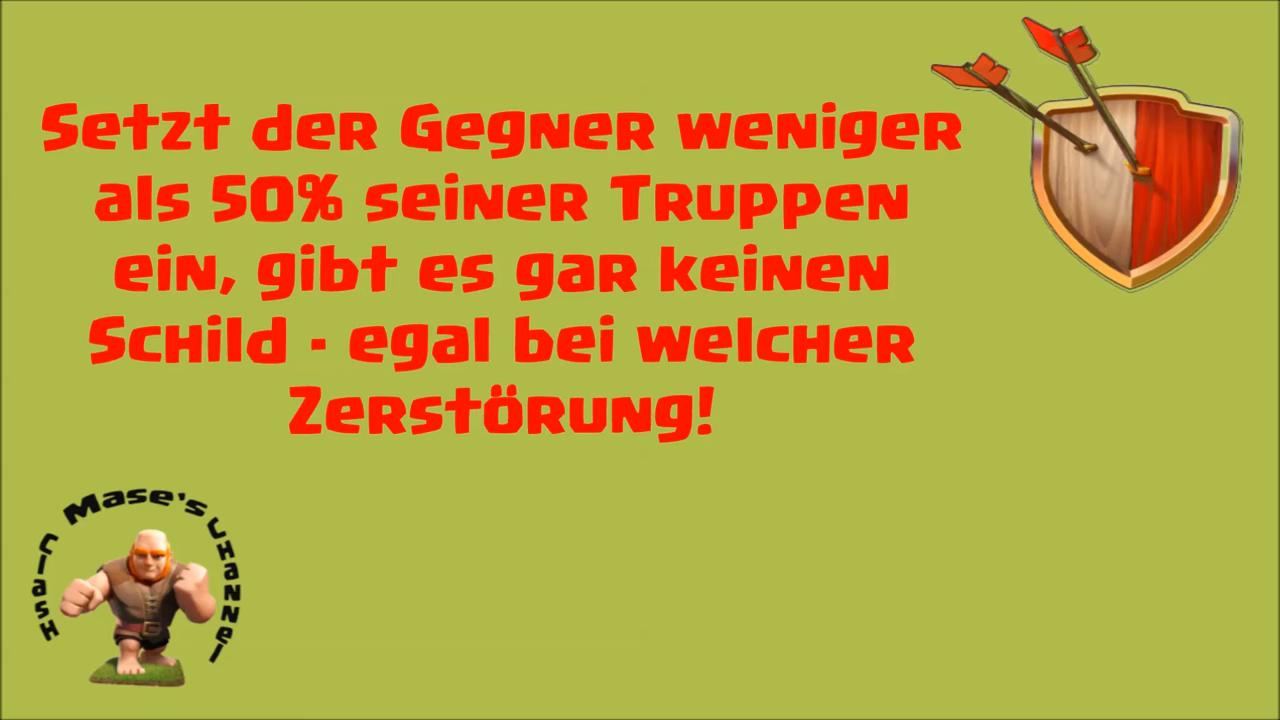 Setzt der Gegner weniger
als 50% seiner Truppen
ein, gibt es gar keinen
Schild - egal bei welcher
Zerstörung!
Clash Mase's Channel